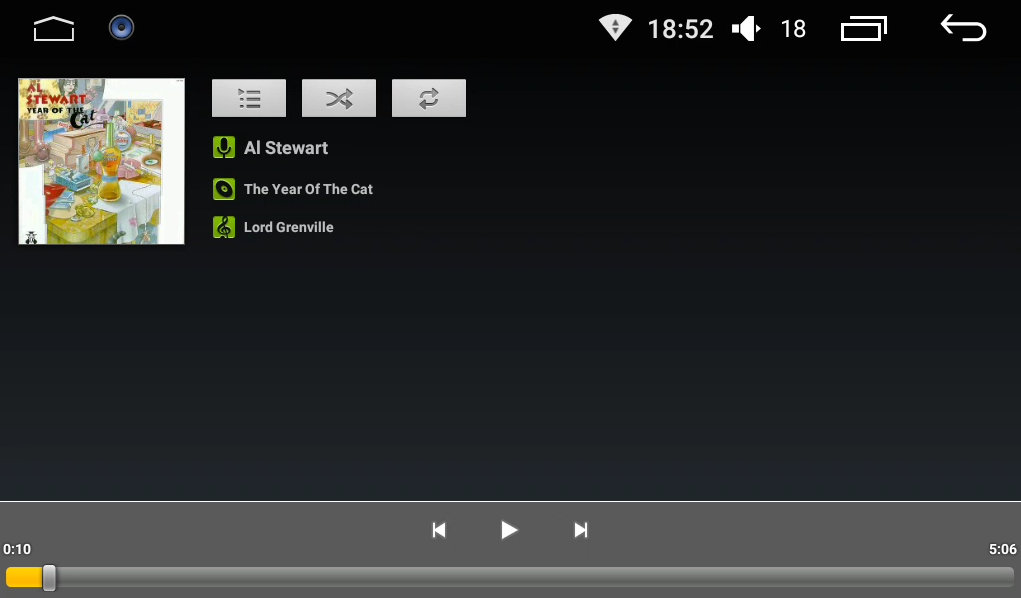 18:52 18
AL
STEWART
YEAR OF THE
Cat
Al Stewart
The Year Of The Cat
Lord Grenville
0:10 5:06